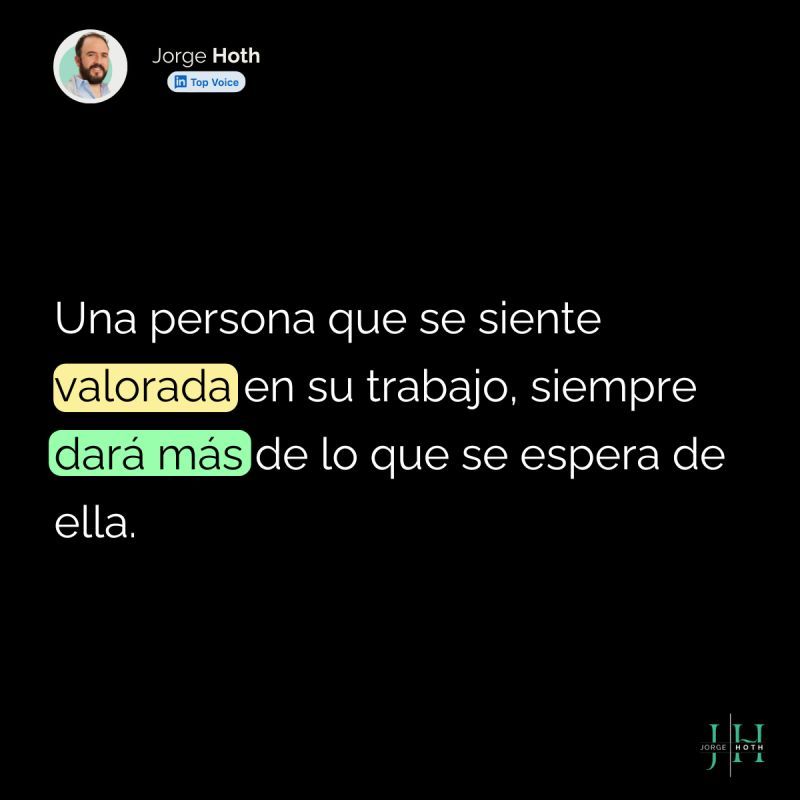 Jorge Hoth
in Top Voice
Una persona que se siente
valorada en su trabajo, siempre
dará más de lo que se espera de
ella.
JH
JORGE HOTH